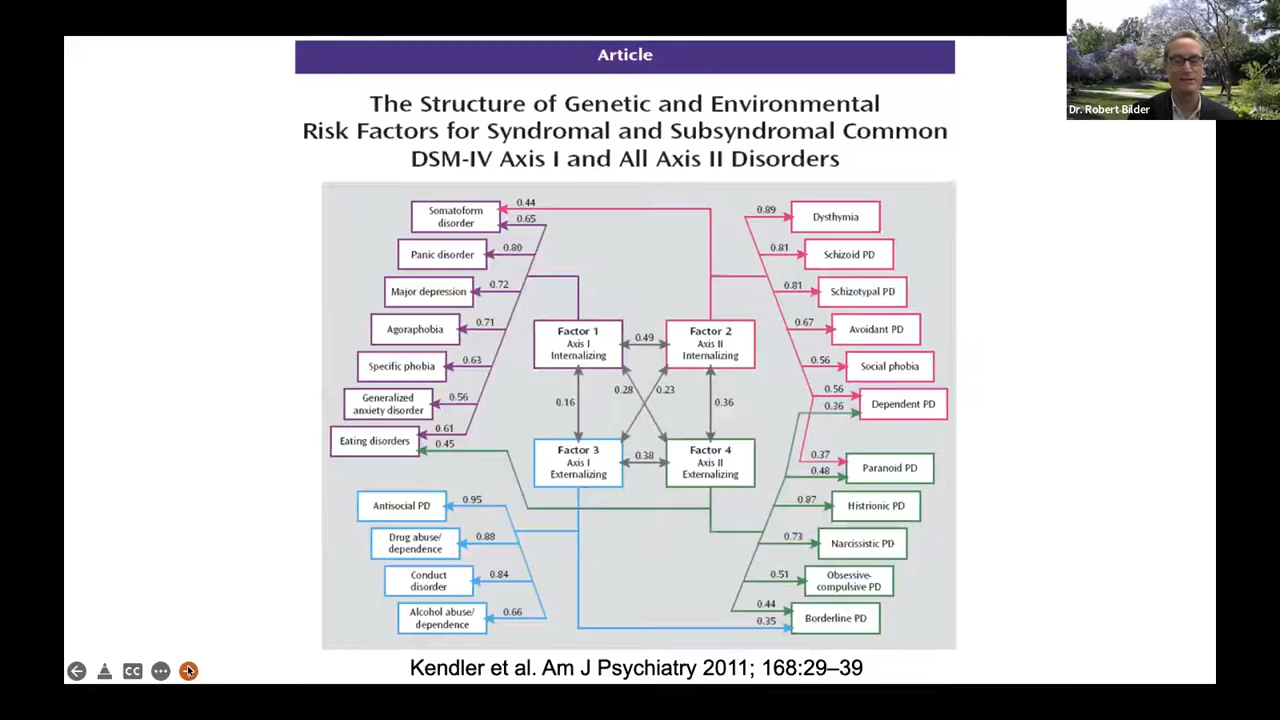 Article
The Structure of Genetic and Environmental
Risk Factors for Syndromal and Subsyndromal Common
DSM-IV Axis I and All Axis II Disorders
Dr. Robert Bilder
Somatoform
disorder
0.44
0.65
Panic disorder
0.80
Major depression
0.72
Agoraphobia
0.71
Specific phobia
0.63
Generalized
anxiety disorder
0.56
Eating disorders
0.61
0.45
Factor 1
Axis I
Internalizing
0.49
Factor 2
Axis II
Internalizing
0.16
0.28
0.23
0.36
Factor 3
Axis I
Externalizing
0.38
Factor 4
Axis II
Externalizing
0.89
Dysthymia
0.81
Schizoid PD
0.81
Schizotypal PD
0.67
Avoidant PD
0.56
Social phobia
0.56
0.36
Dependent PD
0.37
0.48
Paranoid PD
0.87
Histrionic PD
0.73
Narcissistic PD
0.51
Obsessive-
compulsive PD
0.44
0.35
Borderline PD
Antisocial PD
0.95
Drug abuse/
dependence
0.88
Conduct
disorder
0.84
Alcohol abuse/
dependence
0.66
CC
Kendler et al. Am J Psychiatry 2011; 168:29–39